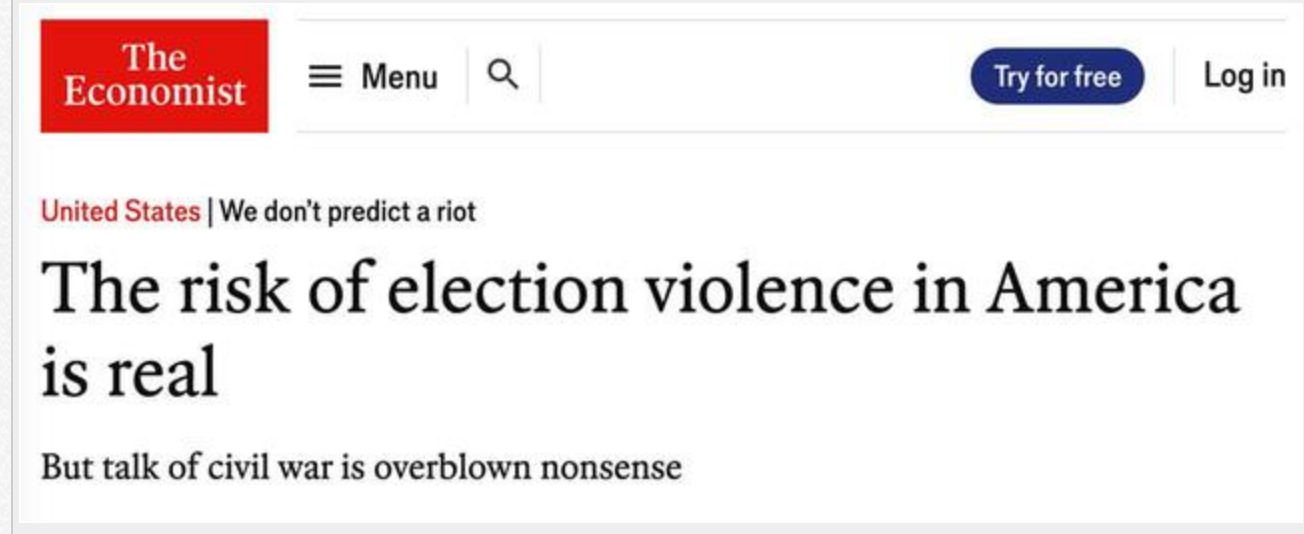 The
Economist
Menu
Try for free
Log in
United States | We don't predict a riot
The risk of election violence in America
is real
But talk of civil war is overblown nonsense